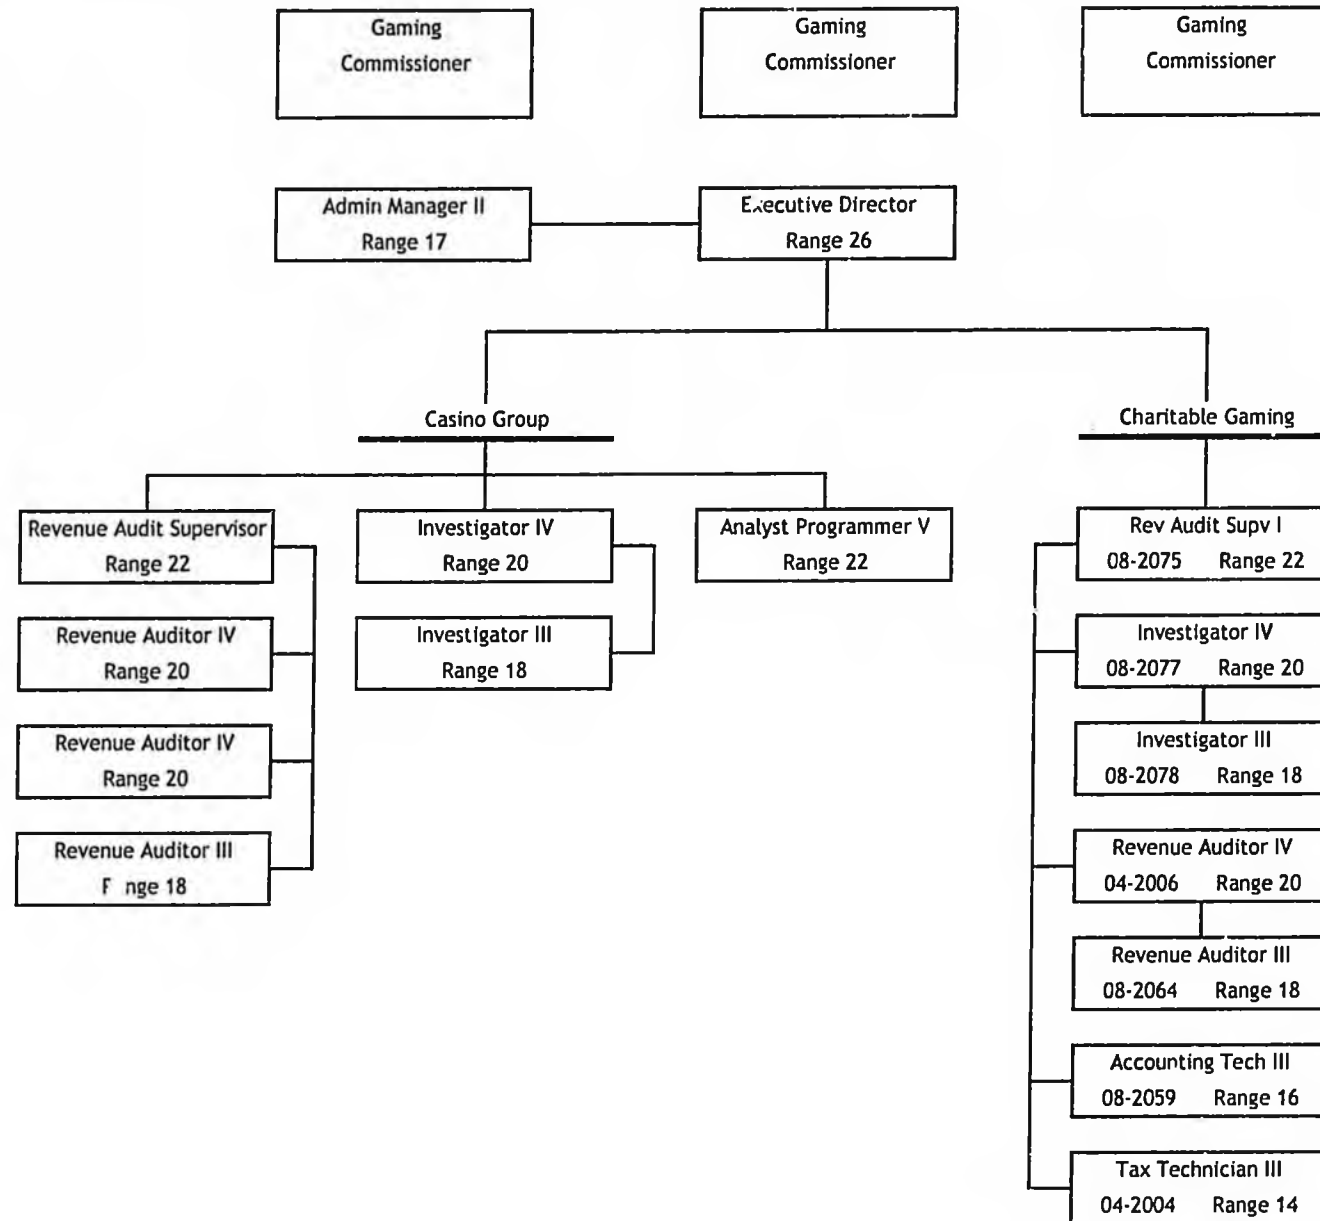 Gaming
Commissioner
Gaming
Commissioner
Gaming
Commissioner
Admin Manager II
Range 17
Executive Director
Range 26
Casino Group
Charitable Gaming
Revenue Audit Supervisor
Range 22
Investigator IV
Range 20
Analyst Programmer V
Range 22
Rev Audit Supv I
08-2075 Range 22
Revenue Auditor IV
Range 20
Investigator III
Range 18
Investigator IV
08-2077 Range 20
Revenue Auditor IV
Range 20
Investigator III
08-2078 Range 18
Revenue Auditor III
18
Revenue Auditor IV
04-2006 Range 20
Revenue Auditor III
08-2064 Range 18
Accounting Tech III
08-2059 Range 16
Tax Technician III
04-2004 Range 14